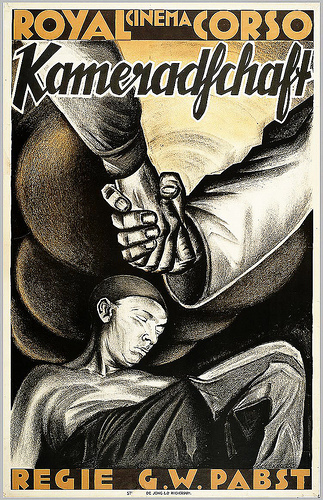 ROYAL CINEMA CORSO
Kameradschaft
REGIE G.W. PABST